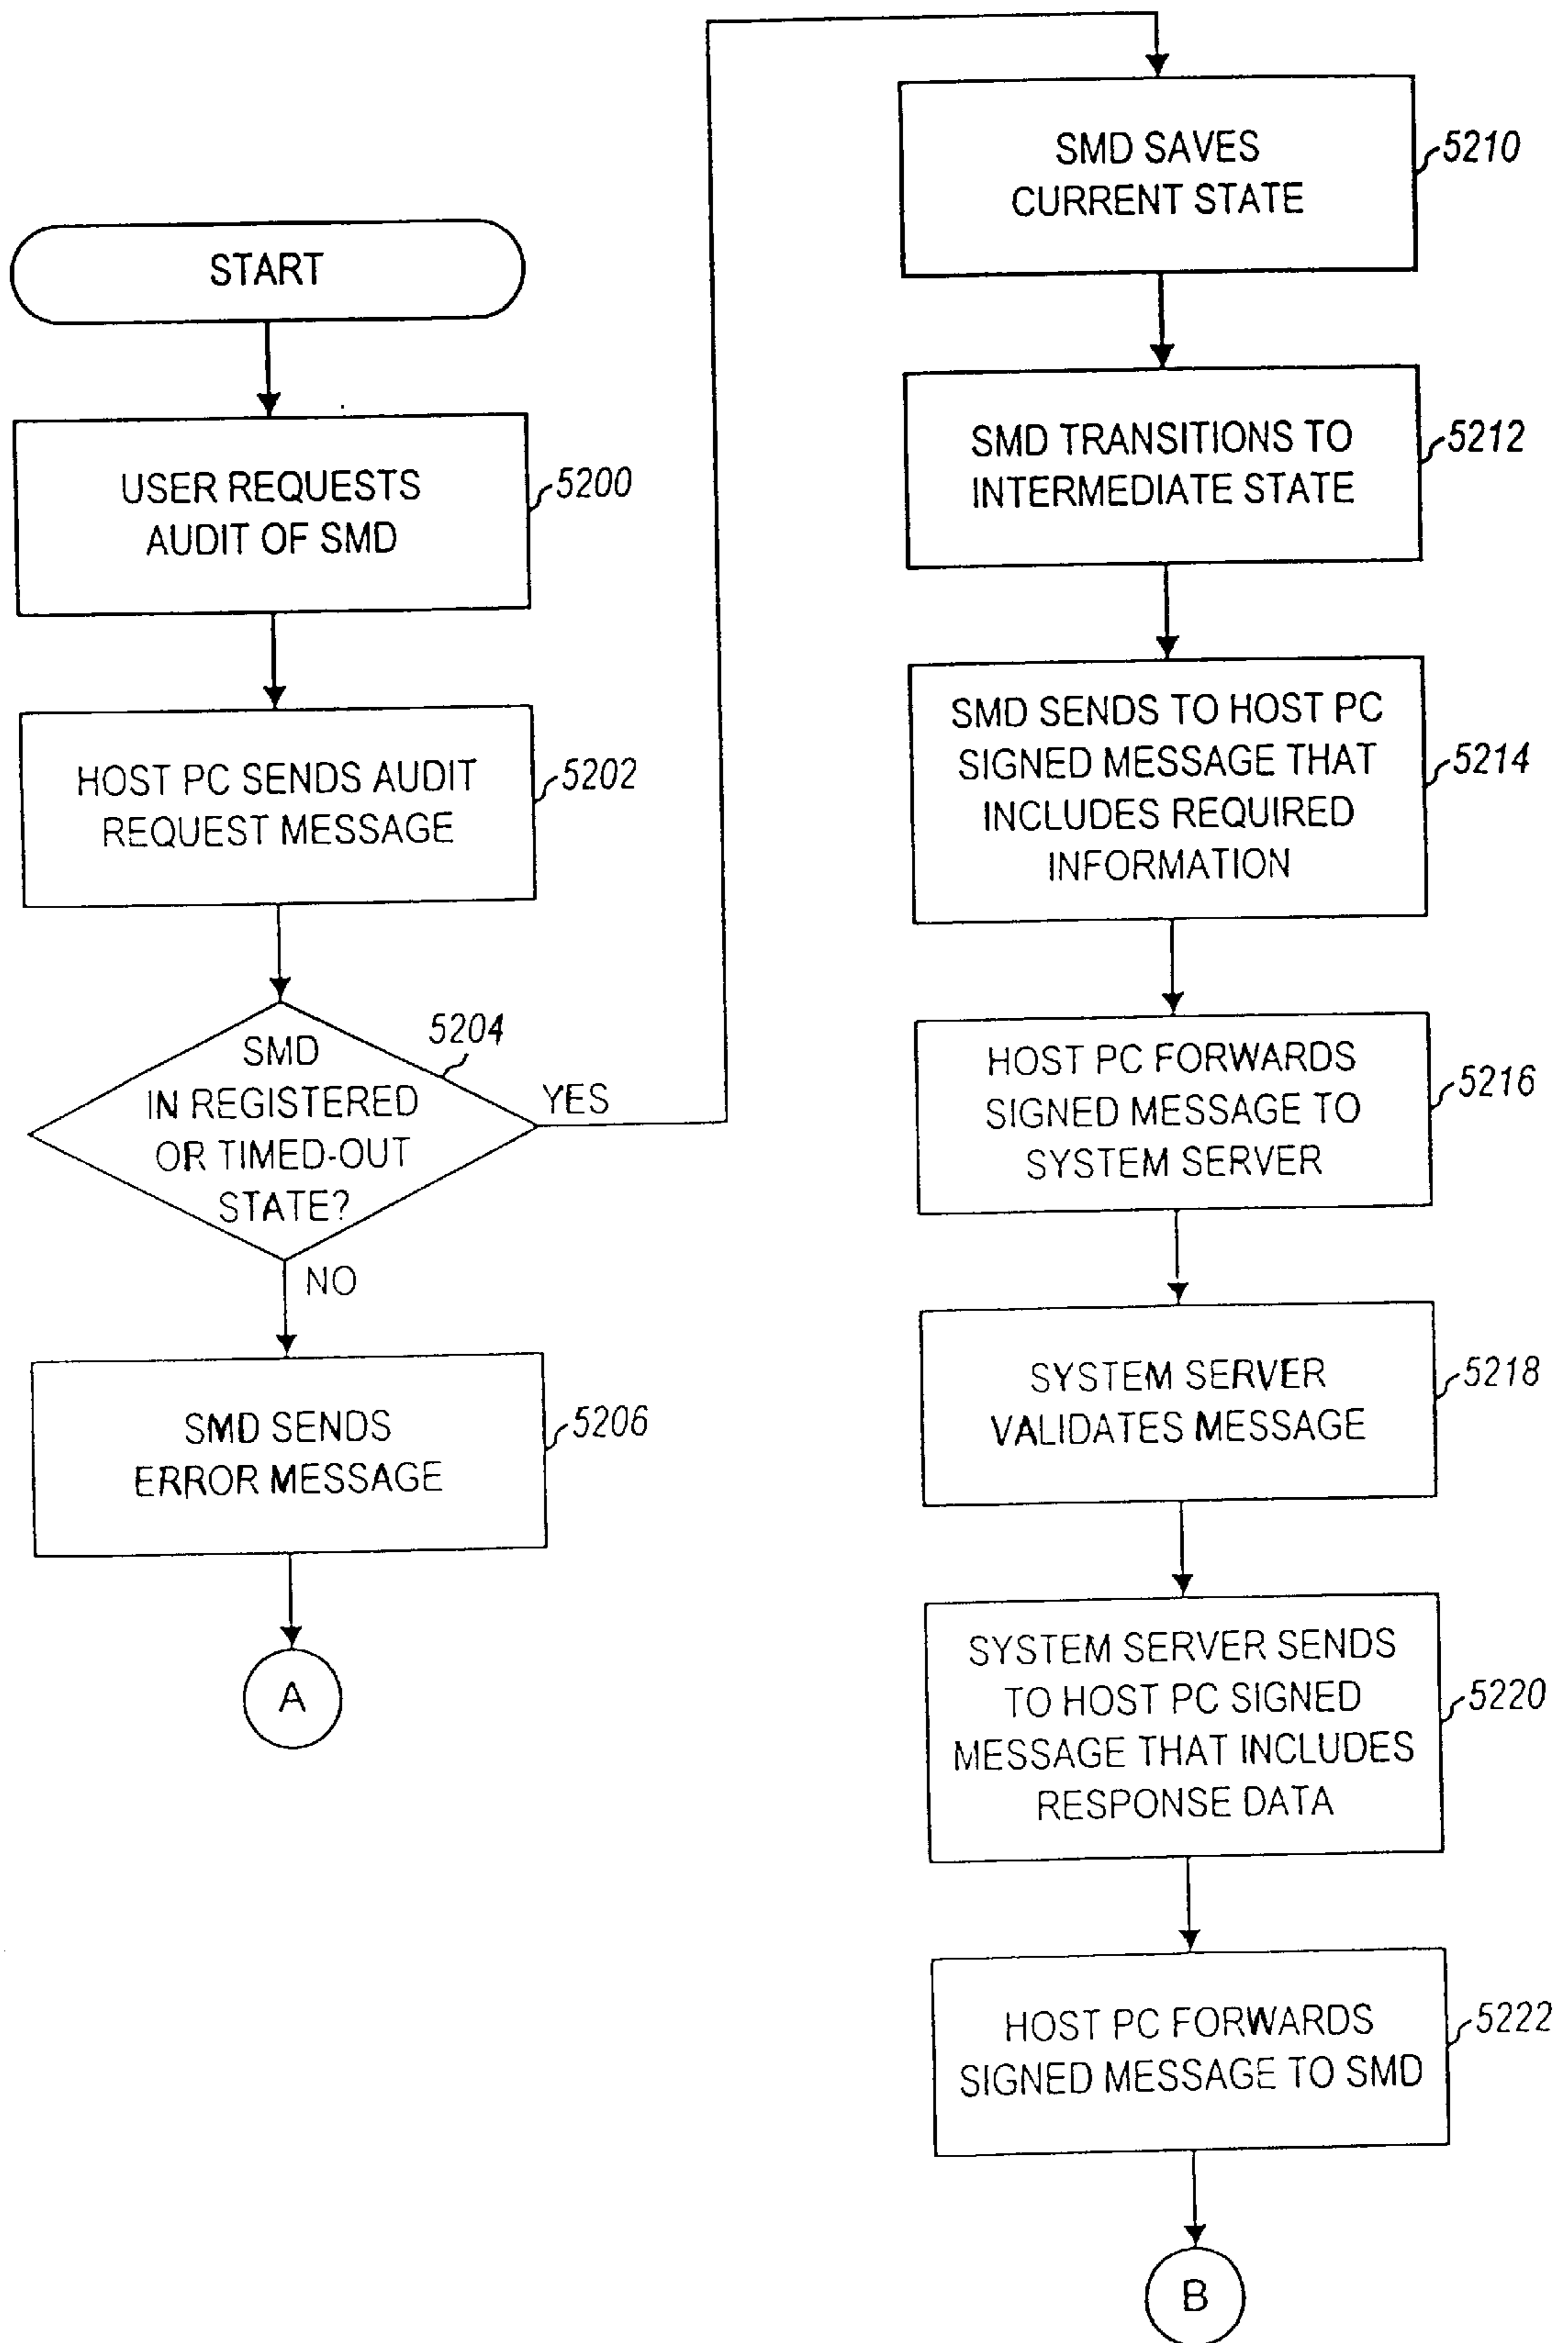 START
USER REQUESTS
AUDIT OF SMD
5200
HOST PC SENDS AUDIT
REQUEST MESSAGE
5202
SMD
IN REGISTERED
OR TIMED-OUT
STATE?
5204
YES
NO
SMD SENDS
ERROR MESSAGE
5206
A
SMD SAVES
CURRENT STATE
5210
SMD TRANSITIONS TO
INTERMEDIATE STATE
5212
SMD SENDS TO HOST PC
SIGNED MESSAGE THAT
INCLUDES REQUIRED
INFORMATION
5214
HOST PC FORWARDS
SIGNED MESSAGE TO
SYSTEM SERVER
5216
SYSTEM SERVER
VALIDATES MESSAGE
5218
SYSTEM SERVER SENDS
TO HOST PC SIGNED
MESSAGE THAT INCLUDES
RESPONSE DATA
5220
HOST PC FORWARDS
SIGNED MESSAGE TO SMD
5222
B